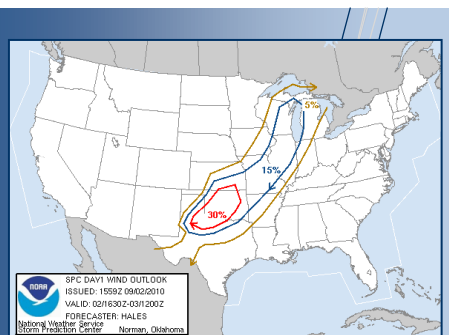 5%
15%
30%
NOAA
SPC DAY1 WIND OUTLOOK
ISSUED: 1559Z 09/02/2010
VALID: 02/1630Z-03/1200Z
FORECASTER: HALES
National Weather Service
Storm Prediction Center Norman, Oklahoma